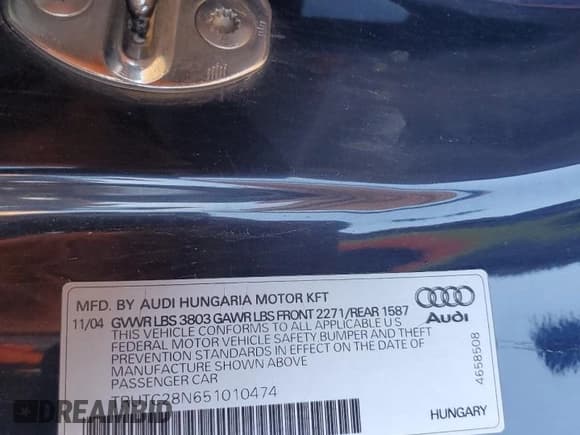 MFD. BY AUDI HUNGARIA MOTOR KFT
11/04 GVWR LBS 3803 GAWR LBS FRONT 2271/REAR 1587
THIS VEHICLE CONFORMS TO ALL APPLICABLE U S
FEDERAL MOTOR VEHICLE SAFETY BUMPER AND THEFT
PREVENTION STANDARDS IN EFFECT ON THE DATE OF
MANUFACTURE SHOWN ABOVE
PASSENGER CAR
TRUTC28N651010474
Audi
4658508
HUNGARY
DREAMBID